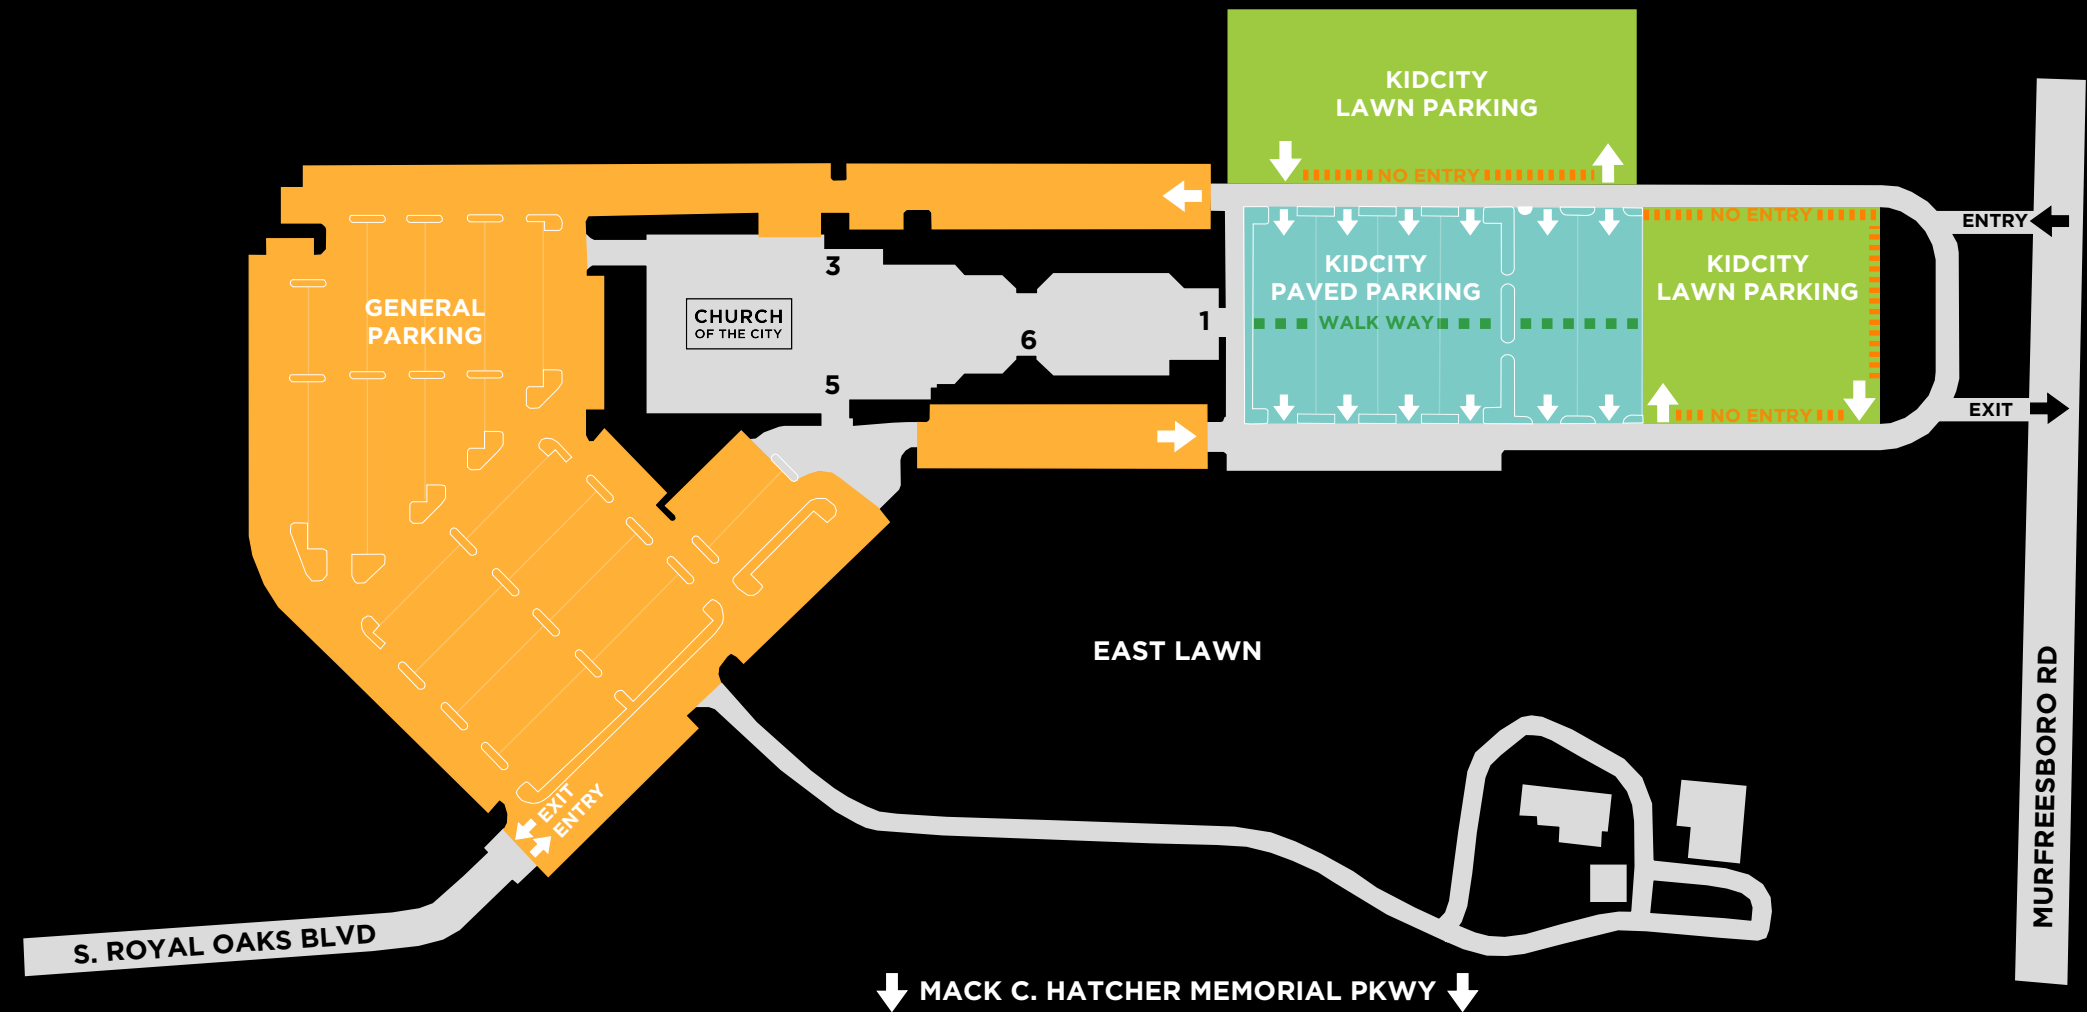 KIDCITY
LAWN PARKING
NO ENTRY
NO ENTRY
ENTRY
3
KIDCITY
PAVED PARKING
KIDCITY
LAWN PARKING
GENERAL
PARKING
CHURCH
OF THE CITY
1
WALK WAY
6
5
NO ENTRY
EXIT
EAST LAWN
MURFREESBORO RD
EXIT
ENTRY
S. ROYAL OAKS BLVD
MACK C. HATCHER MEMORIAL PKWY